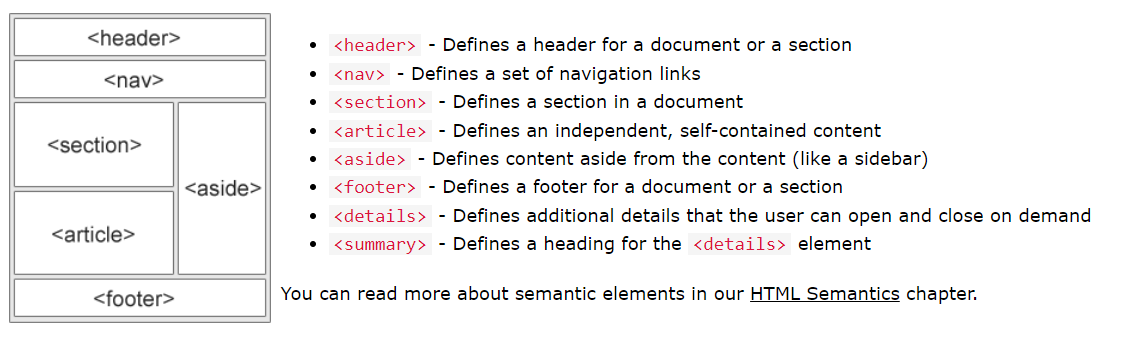 <header>
<nav>
<section>
<aside>
<article>
<footer>
• <header> - Defines a header for a document or a section
• <nav> - Defines a set of navigation links
• <section> - Defines a section in a document
• <article> - Defines an independent, self-contained content
• <aside> - Defines content aside from the content (like a sidebar)
• <footer> - Defines a footer for a document or a section
• <details> - Defines additional details that the user can open and close on demand
• <summary> - Defines a heading for the <details> element
You can read more about semantic elements in our HTML Semantics chapter.